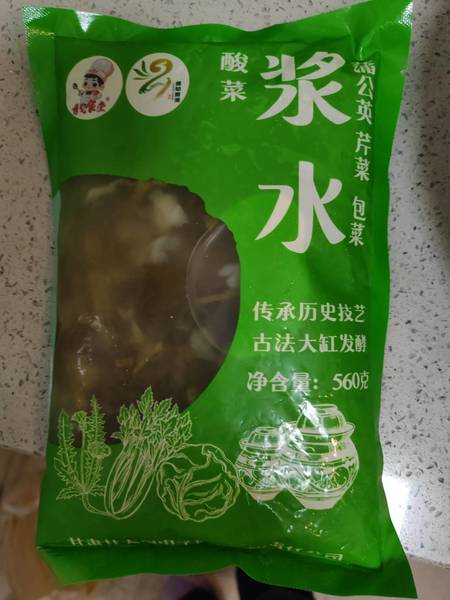 酸菜
浆水
蒲公英 芹菜 包菜
传承历史技艺
古法大缸发酵
净含量：560克